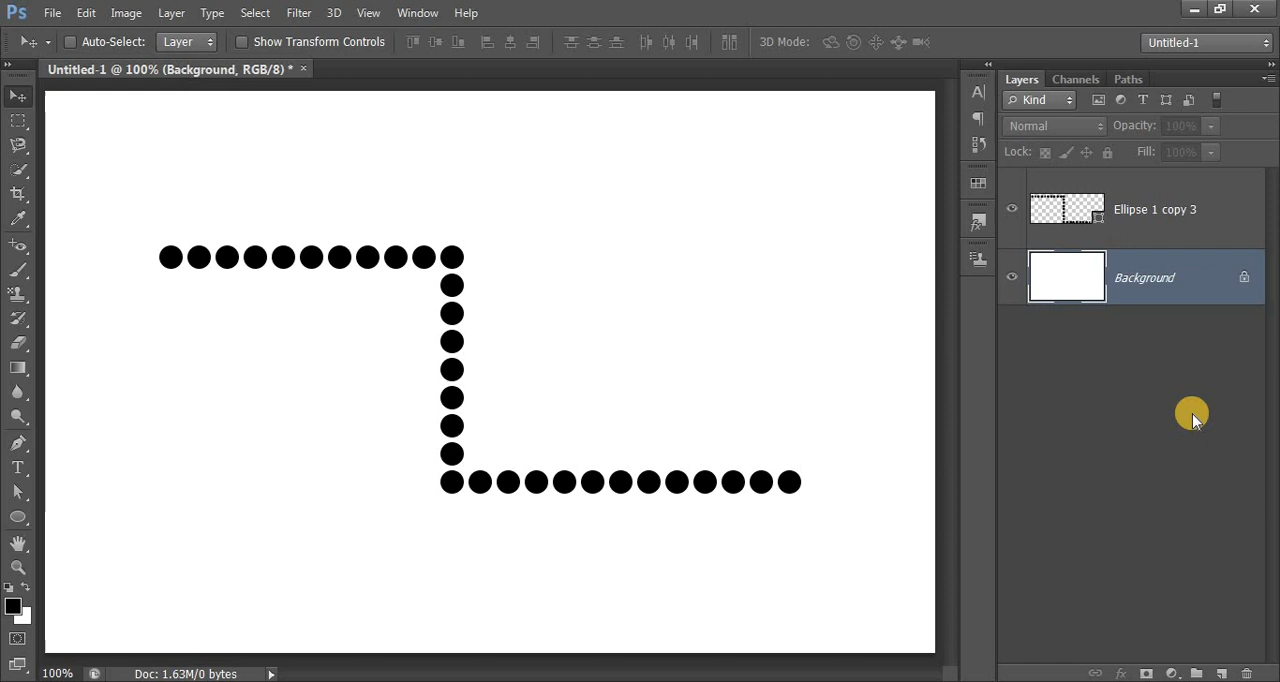 Ps File Edit Image Layer Type Select Filter 3D View Window Help
Auto-Select: Layer Show Transform Controls 3D Mode: Untitled-1
Untitled-1 @ 100% (Background, RGB/8) * ×
Layers Channels Paths
Kind
Normal Opacity: 100%
Lock: Fill: 100%
Ellipse 1 copy 3
Background
100% Doc: 1.63M/0 bytes